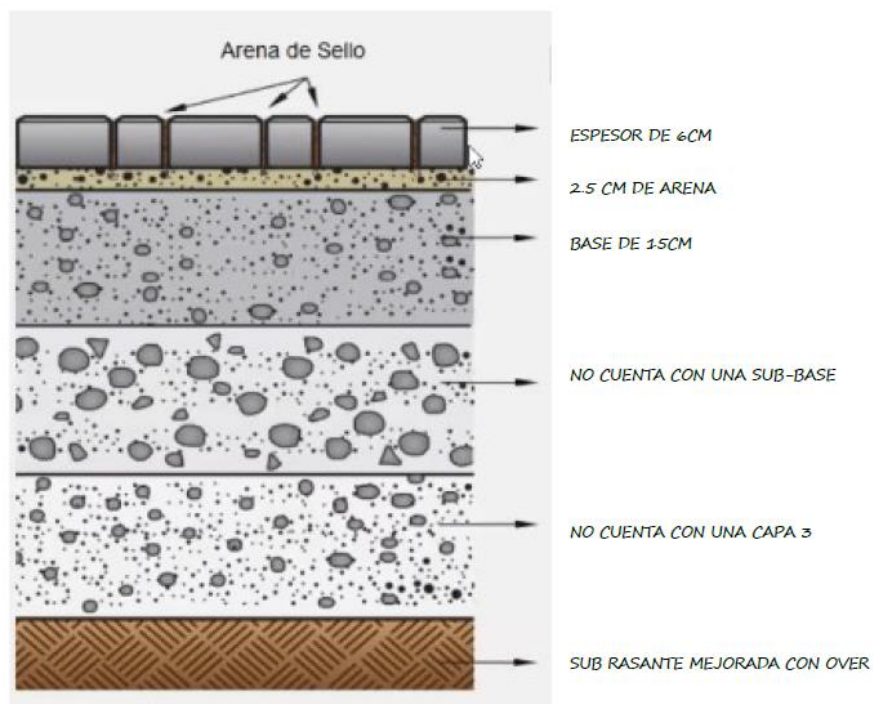 Arena de Sello
ESPESOR DE 6CM
2.5 CM DE ARENA
BASE DE 15CM
NO CUENTA CON UNA SUB-BASE
NO CUENTA CON UNA CAPA 3
SUB RASANTE MEJORADA CON OVER